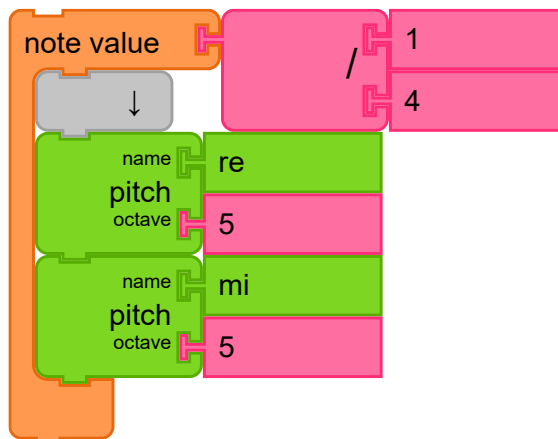 note value / 1
4
↓
name re
pitch
octave 5
name mi
pitch
octave 5